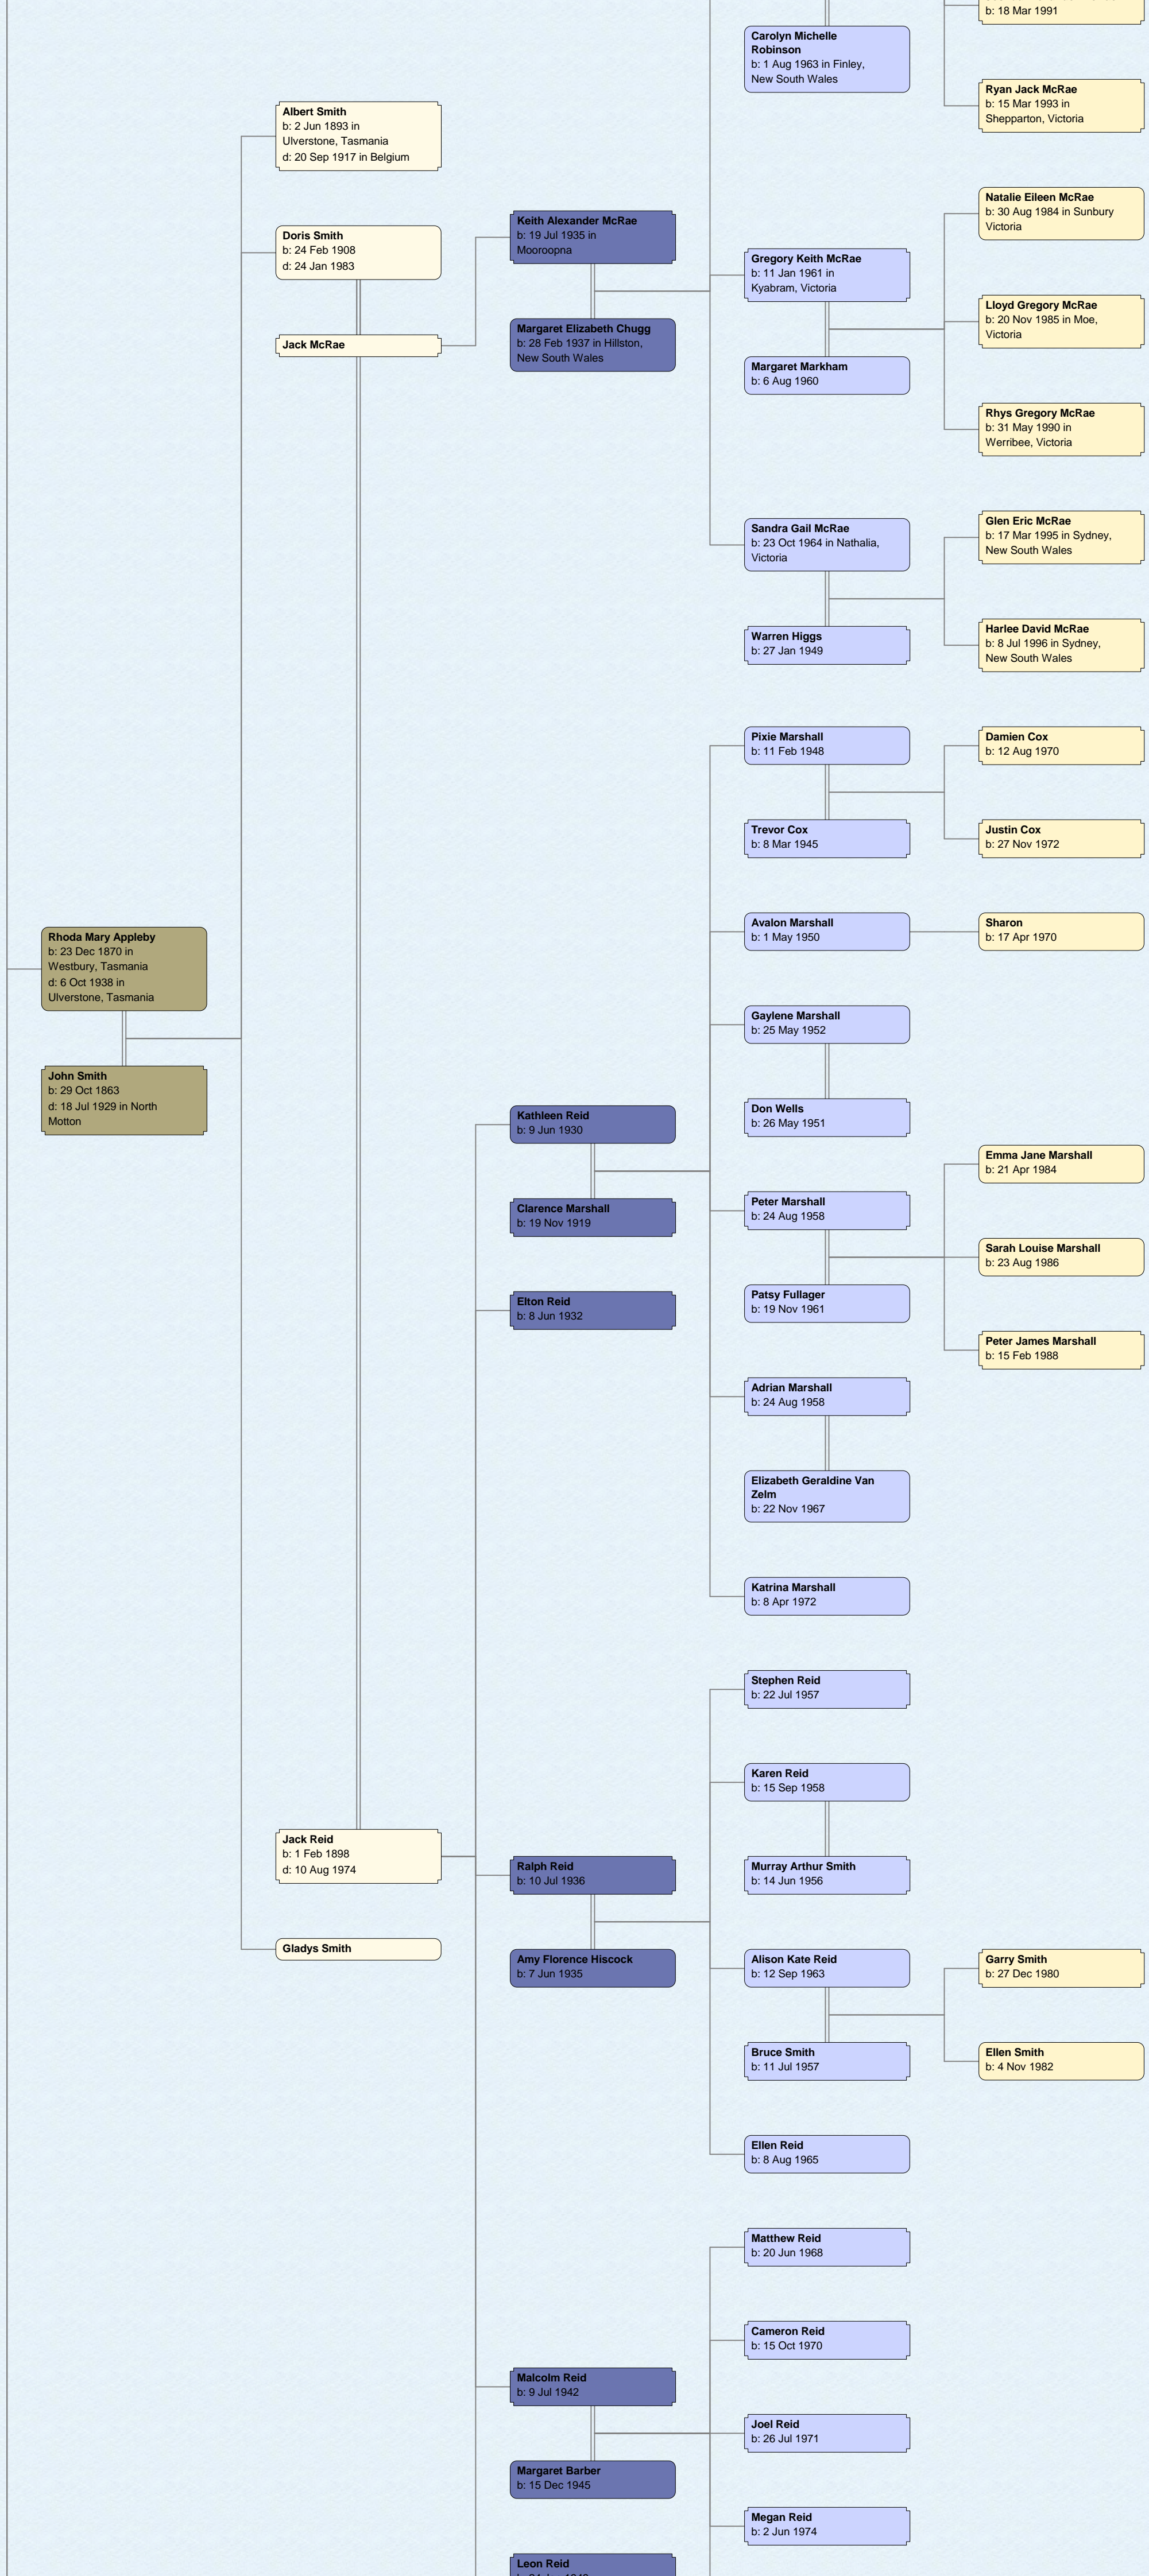 b: 18 Mar 1991
Carolyn Michelle
Robinson
b: 1 Aug 1963 in Finley,
New South Wales
Ryan Jack McRae
b: 15 Mar 1993 in
Shepparton, Victoria
Albert Smith
b: 2 Jun 1893 in
Ulverstone, Tasmania
d: 20 Sep 1917 in Belgium
Natalie Eileen McRae
b: 30 Aug 1984 in Sunbury
Victoria
Keith Alexander McRae
b: 19 Jul 1935 in
Mooroopna
Doris Smith
b: 24 Feb 1908
d: 24 Jan 1983
Gregory Keith McRae
b: 11 Jan 1961 in
Kyabram, Victoria
Lloyd Gregory McRae
b: 20 Nov 1985 in Moe,
Victoria
Margaret Elizabeth Chugg
b: 28 Feb 1937 in Hillston,
New South Wales
Jack McRae
Margaret Markham
b: 6 Aug 1960
Rhys Gregory McRae
b: 31 May 1990 in
Werribee, Victoria
Sandra Gail McRae
b: 23 Oct 1964 in Nathalia,
Victoria
Glen Eric McRae
b: 17 Mar 1995 in Sydney,
New South Wales
Warren Higgs
b: 27 Jan 1949
Harlee David McRae
b: 8 Jul 1996 in Sydney,
New South Wales
Pixie Marshall
b: 11 Feb 1948
Damien Cox
b: 12 Aug 1970
Trevor Cox
b: 8 Mar 1945
Justin Cox
b: 27 Nov 1972
Avalon Marshall
b: 1 May 1950
Sharon
b: 17 Apr 1970
Rhoda Mary Appleby
b: 23 Dec 1870 in
Westbury, Tasmania
d: 6 Oct 1938 in
Ulverstone, Tasmania
Gaylene Marshall
b: 25 May 1952
John Smith
b: 29 Oct 1863
d: 18 Jul 1929 in North
Motton
Don Wells
b: 26 May 1951
Kathleen Reid
b: 9 Jun 1930
Emma Jane Marshall
b: 21 Apr 1984
Peter Marshall
b: 24 Aug 1958
Clarence Marshall
b: 19 Nov 1919
Sarah Louise Marshall
b: 23 Aug 1986
Patsy Fullager
b: 19 Nov 1961
Elton Reid
b: 8 Jun 1932
Peter James Marshall
b: 15 Feb 1988
Adrian Marshall
b: 24 Aug 1958
Elizabeth Geraldine Van
Zelm
b: 22 Nov 1967
Katrina Marshall
b: 8 Apr 1972
Stephen Reid
b: 22 Jul 1957
Karen Reid
b: 15 Sep 1958
Jack Reid
b: 1 Feb 1898
d: 10 Aug 1974
Ralph Reid
b: 10 Jul 1936
Murray Arthur Smith
b: 14 Jun 1956
Gladys Smith
Amy Florence Hiscock
b: 7 Jun 1935
Alison Kate Reid
b: 12 Sep 1963
Garry Smith
b: 27 Dec 1980
Bruce Smith
b: 11 Jul 1957
Ellen Smith
b: 4 Nov 1982
Ellen Reid
b: 8 Aug 1965
Matthew Reid
b: 20 Jun 1968
Cameron Reid
b: 15 Oct 1970
Malcolm Reid
b: 9 Jul 1942
Joel Reid
b: 26 Jul 1971
Margaret Barber
b: 15 Dec 1945
Megan Reid
b: 2 Jun 1974
Leon Reid